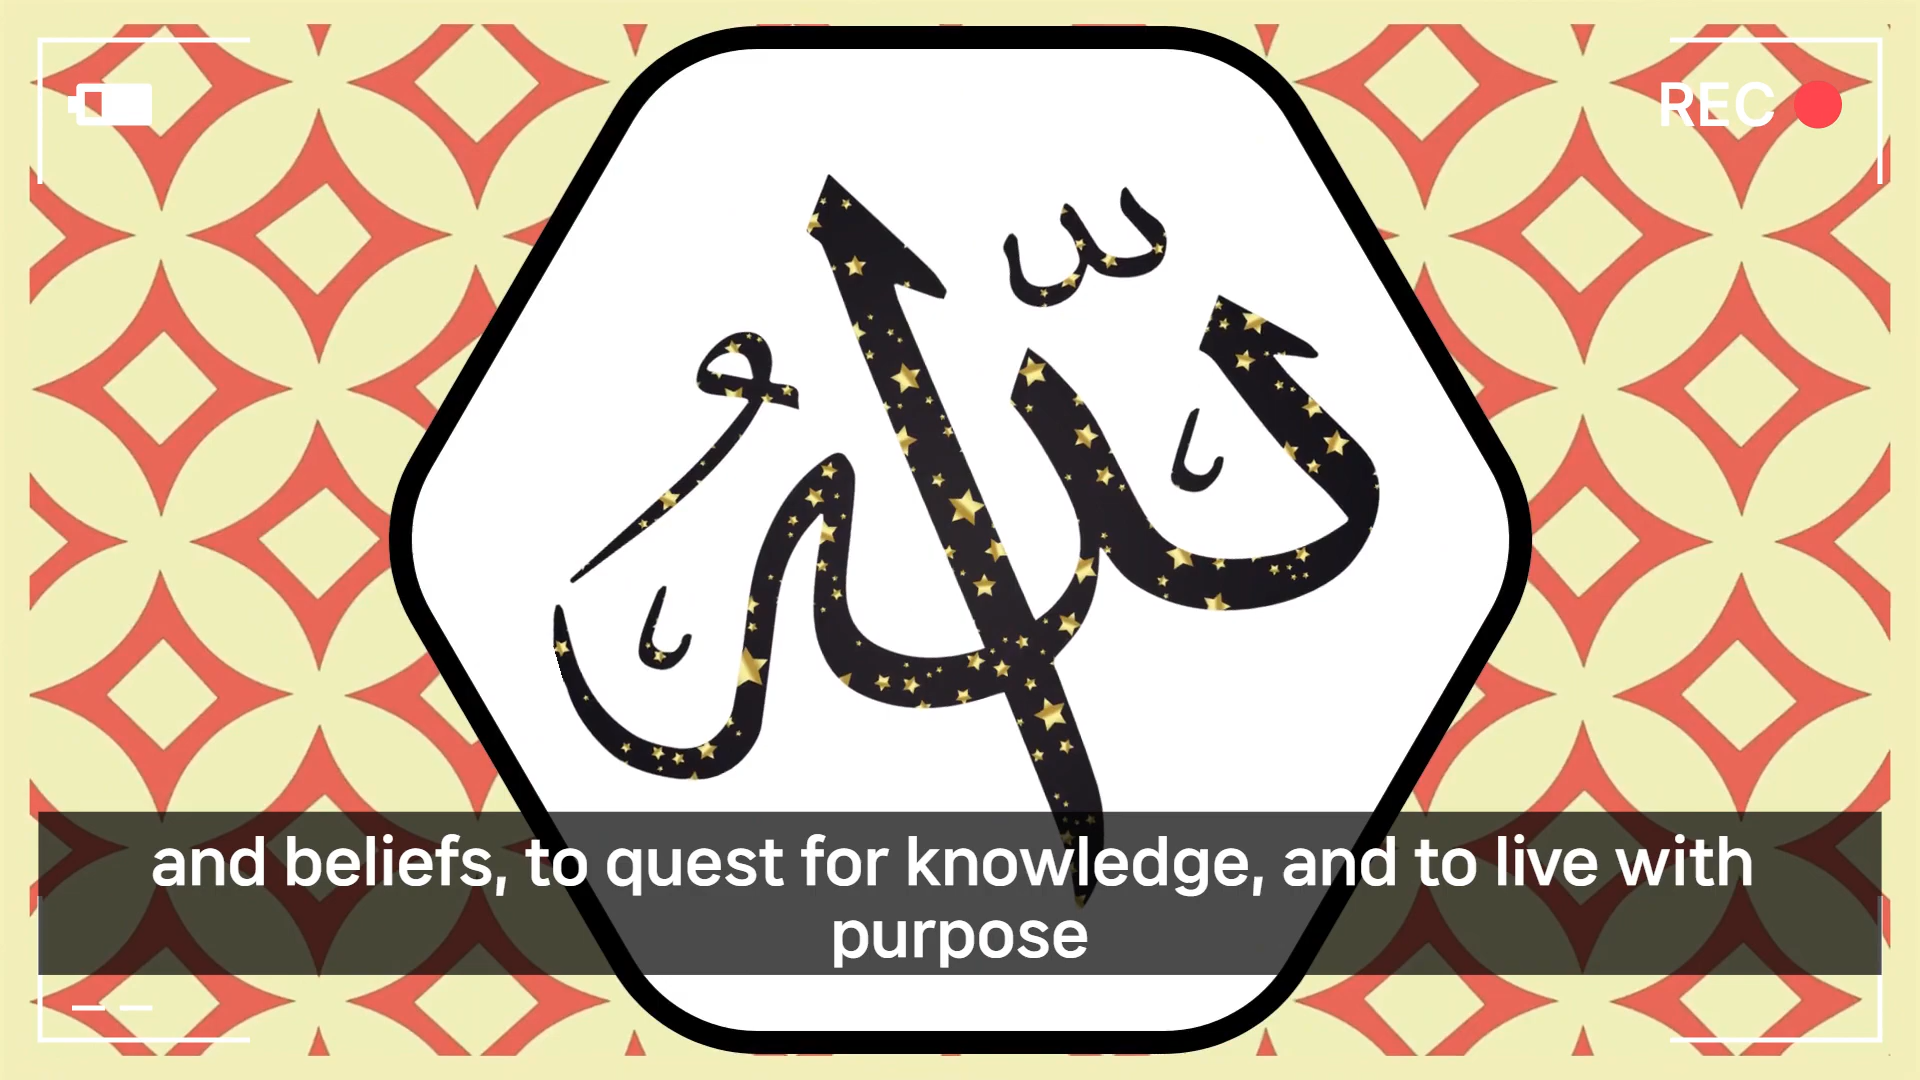 REC
الله
and beliefs, to quest for knowledge, and to live with
purpose